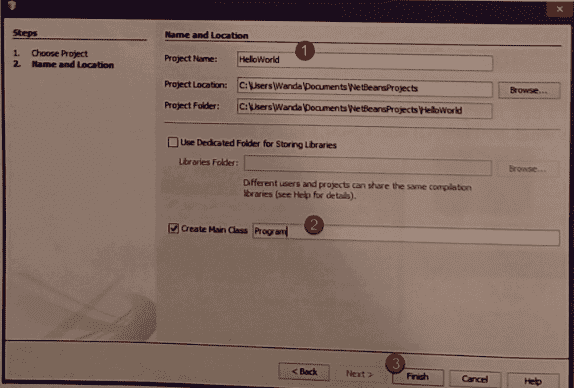 Steps
1. Choose Project
2. Name and Location
Name and Location
Project Name: HelloWorld
1
Project Location: C:\Users\Wanda\Documents\NetBeansProjects Browse...
Project Folder: C:\Users\Wanda\Documents\NetBeansProjects\HelloWorld
Use Dedicated Folder for Storing Libraries
Libraries Folder: Browse...
Different users and projects can share the same compilation
libraries (see Help for details).
Create Main Class Program
2
3
< Back Next > Finish Cancel Help